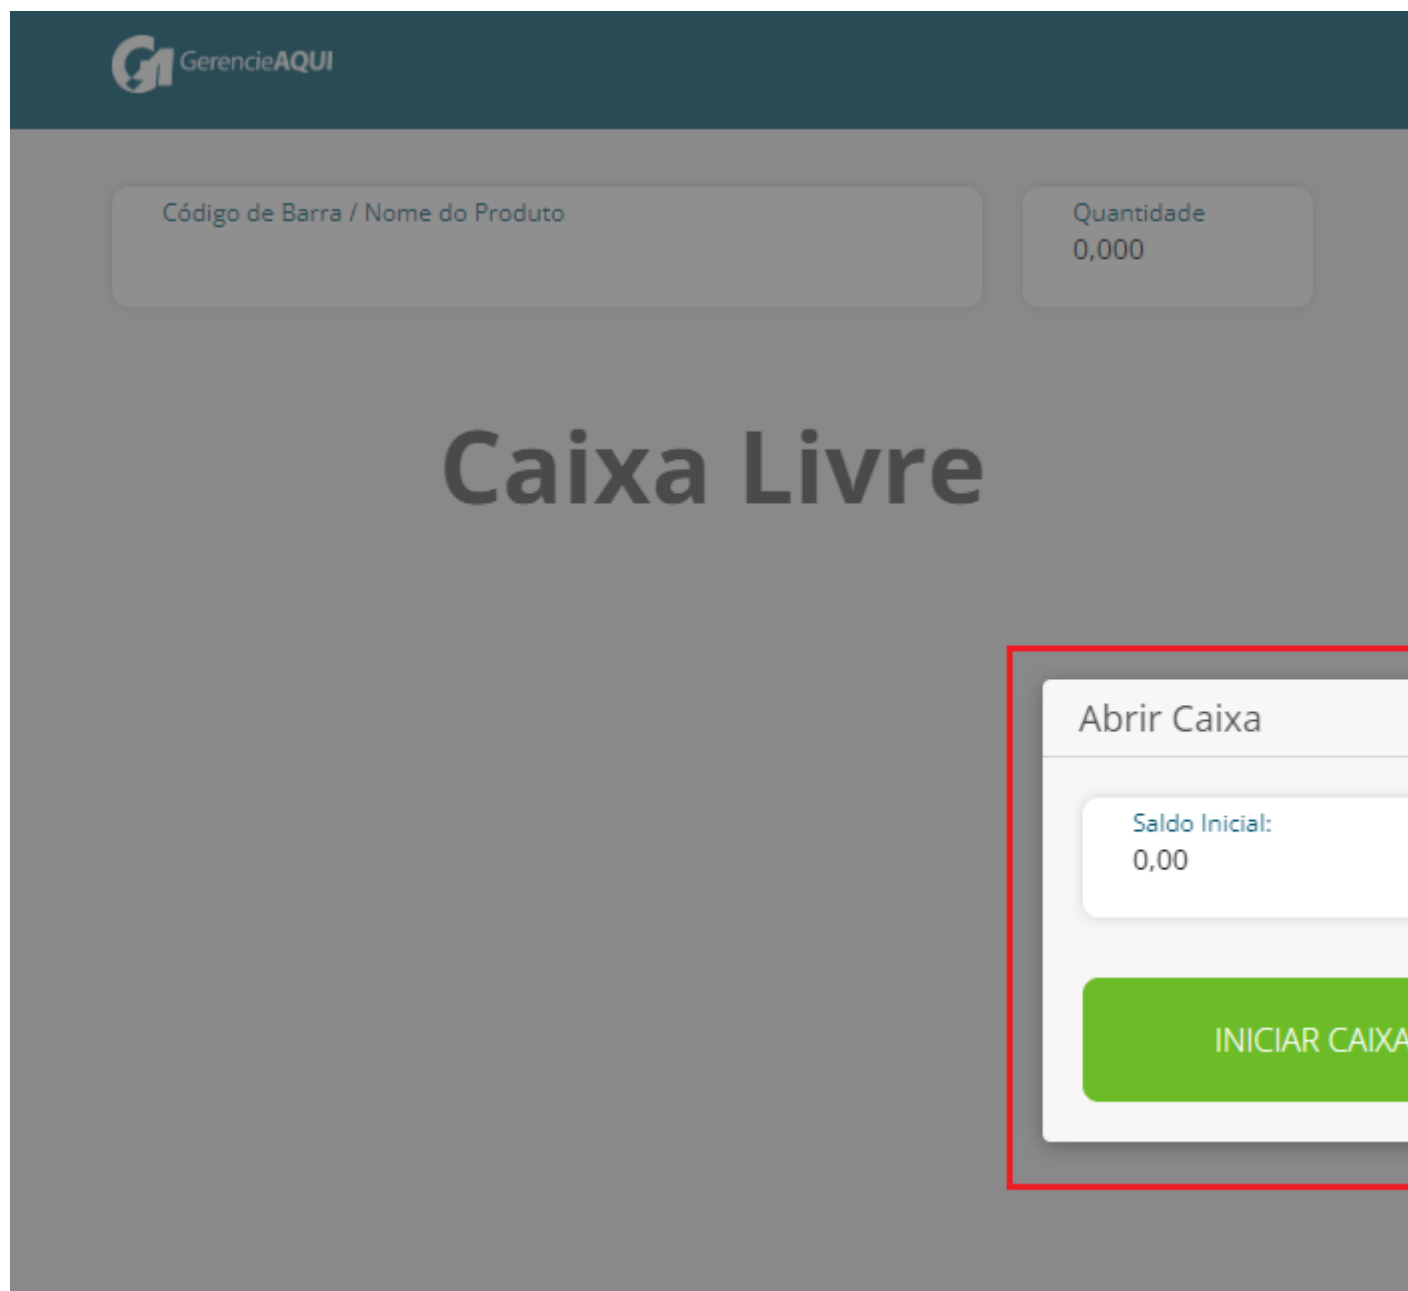 GerencieAQUI
Código de Barra / Nome do Produto
Quantidade
0,000
Caixa Livre
Abrir Caixa
Saldo Inicial:
0,00
INICIAR CAIXA